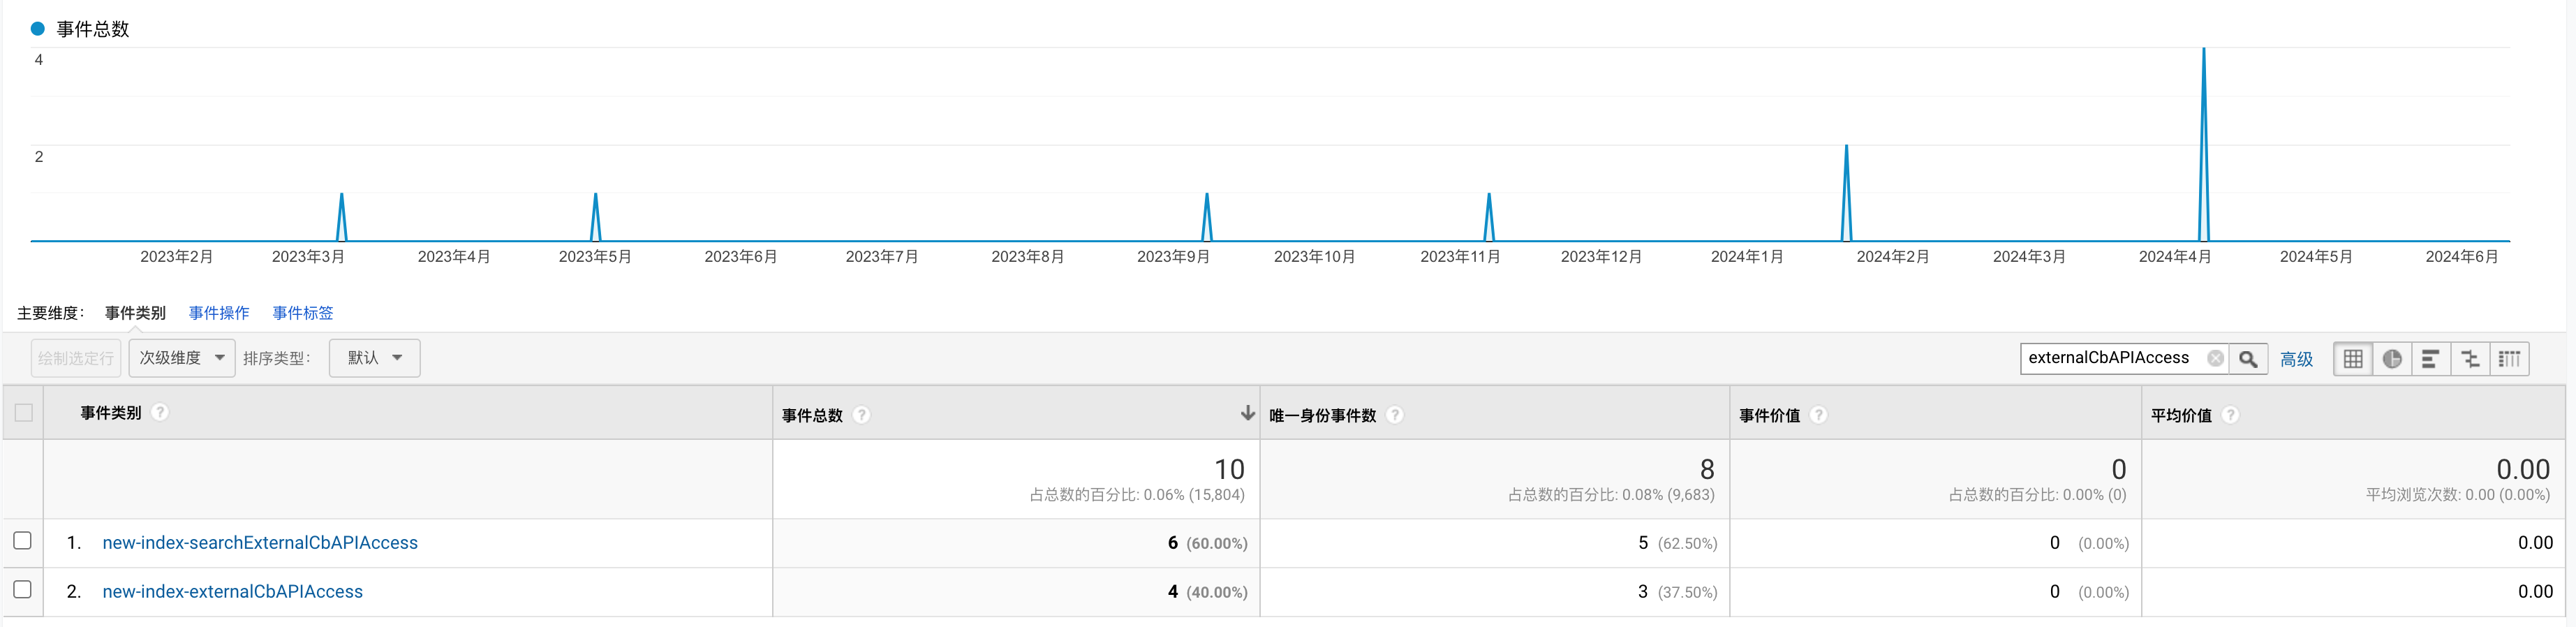 事件总数
4
2
2023年2月 2023年3月 2023年4月 2023年5月 2023年6月 2023年7月 2023年8月 2023年9月 2023年10月 2023年11月 2023年12月 2024年1月 2024年2月 2024年3月 2024年4月 2024年5月 2024年6月
主要维度： 事件类别 事件操作 事件标签
绘制选定行 次级维度 排序类型： 默认 externalCbAPIAccess 高级
事件类别 ? 事件总数 ? 唯一身份事件数 ? 事件价值 ? 平均价值 ?
10 8 0 0.00
占总数的百分比: 0.06% (15,804) 占总数的百分比: 0.08% (9,683) 占总数的百分比: 0.00% (0) 平均浏览次数: 0.00 (0.00%)
1. new-index-searchExternalCbAPIAccess 6 (60.00%) 5 (62.50%) 0 (0.00%) 0.00
2. new-index-externalCbAPIAccess 4 (40.00%) 3 (37.50%) 0 (0.00%) 0.00